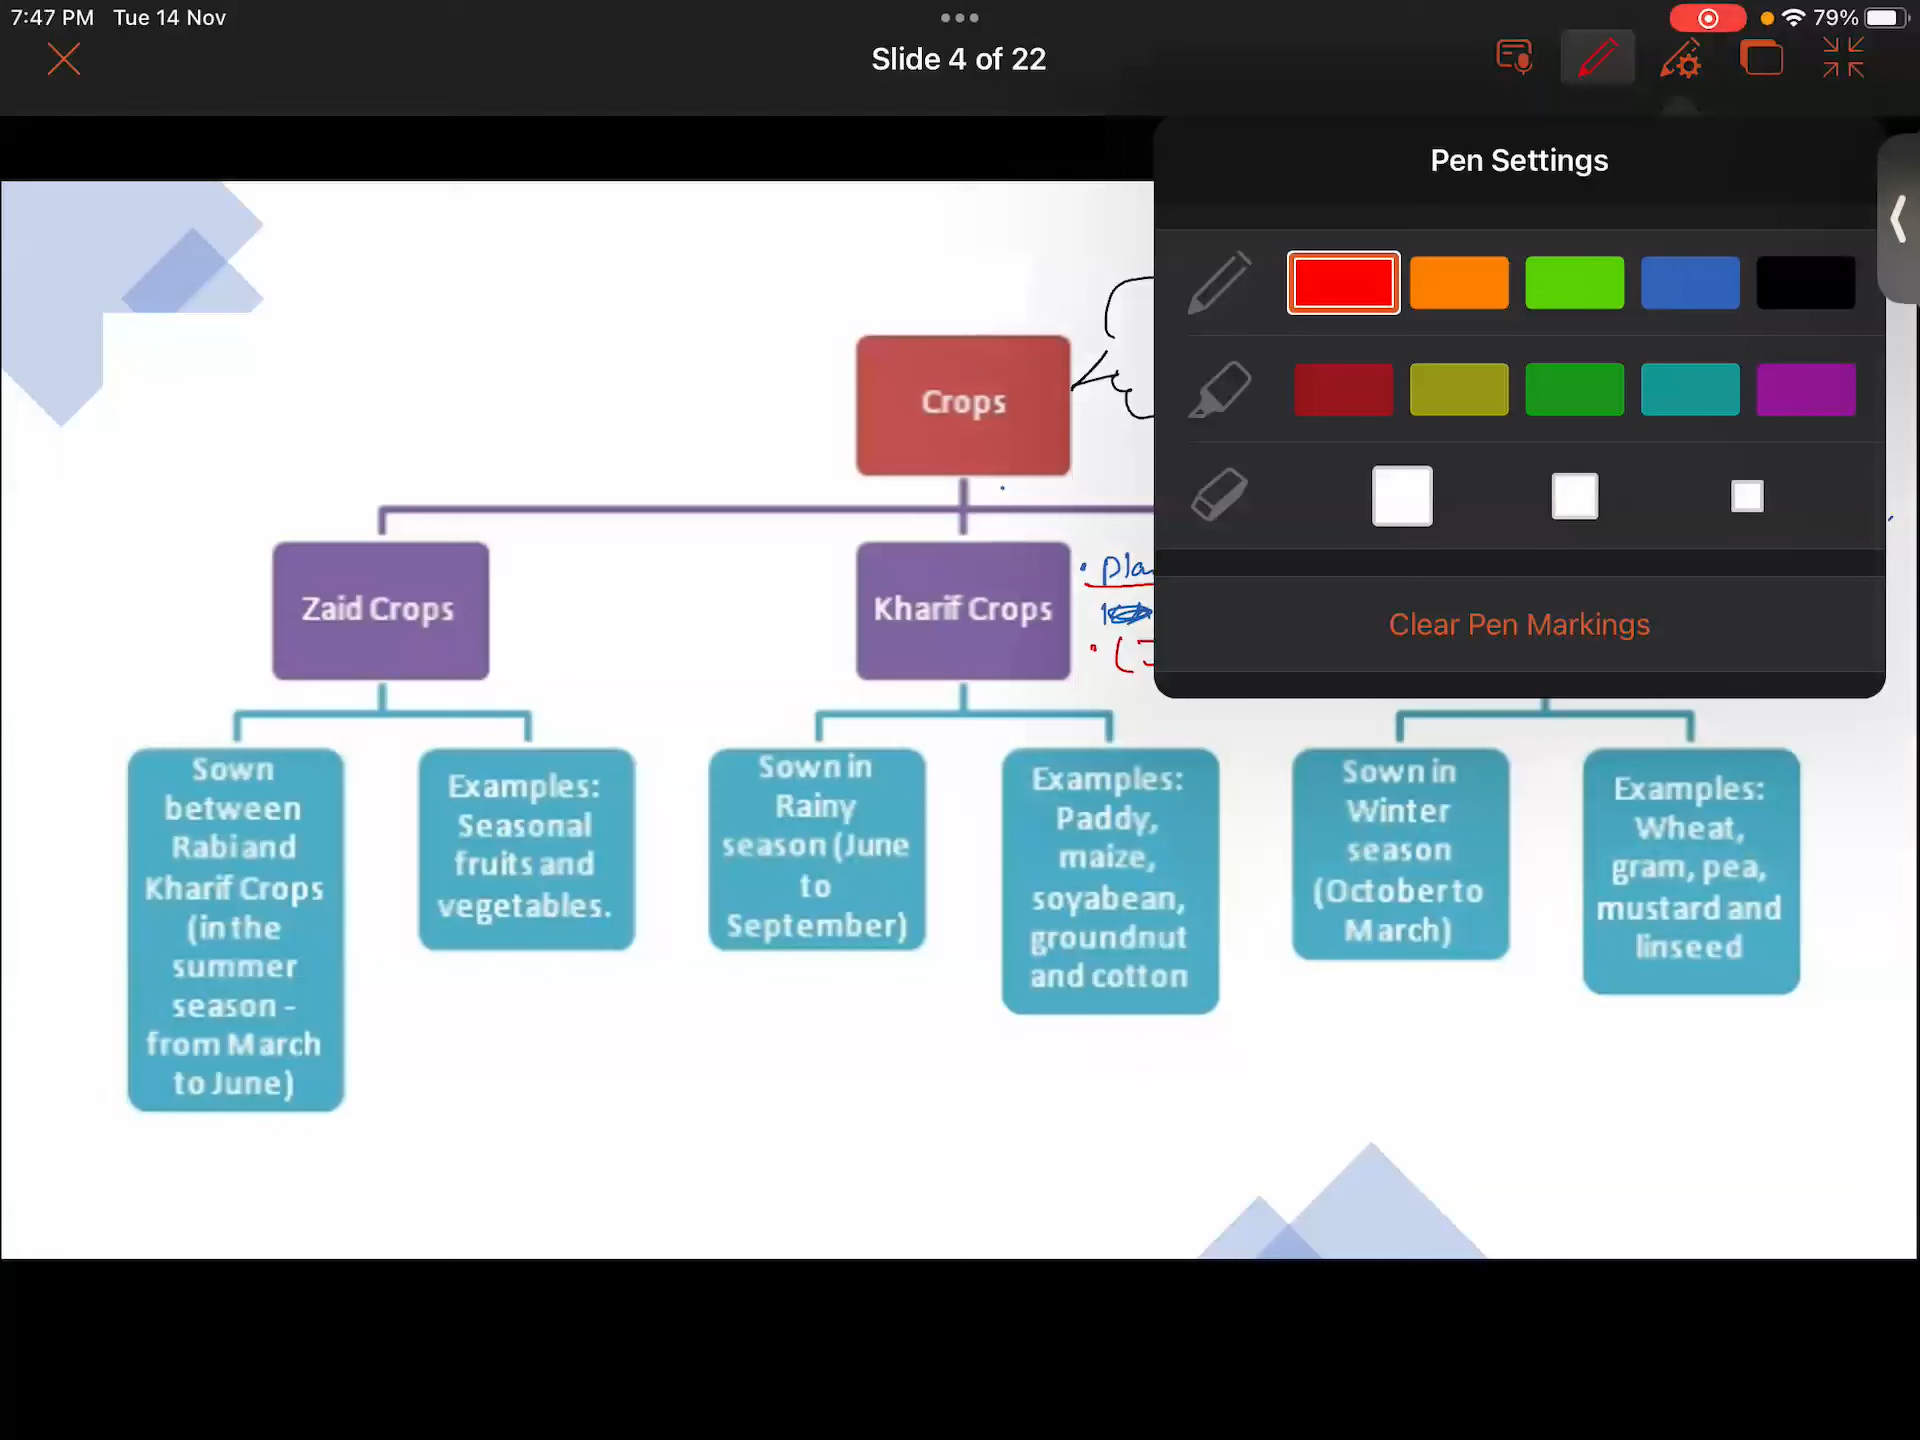 7:47 PM Tue 14 Nov
79%
Slide 4 of 22
Pen Settings
Clear Pen Markings
Crops
Zaid Crops
Kharif Crops
Sown
between
Rabi and
Kharif Crops
(in the
summer
season -
from March
to June)
Examples:
Seasonal
fruits and
vegetables.
Sown in
Rainy
season (June
to
September)
Examples:
Paddy,
maize,
soyabean,
groundnut
and cotton
Sown in
Winter
season
(October to
March)
Examples:
Wheat,
gram, pea,
mustard and
linseed